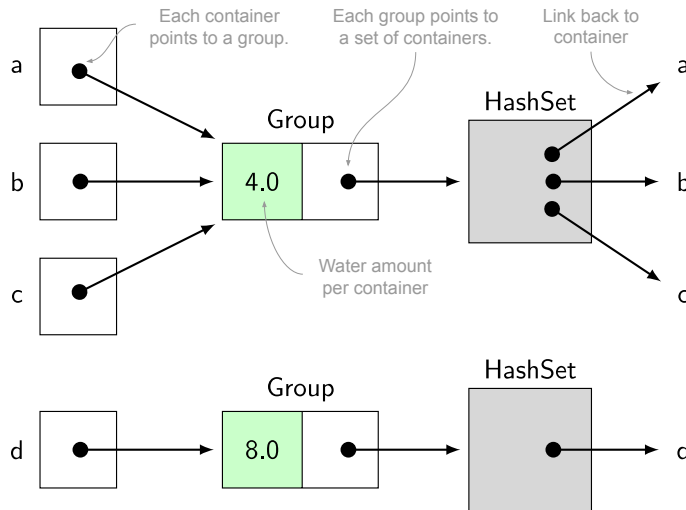 Each container
points to a group.
Each group points to
a set of containers.
Link back to
container
a
a
HashSet
Group
b
4.0
b
Water amount
per container
c
c
HashSet
Group
d
8.0
d